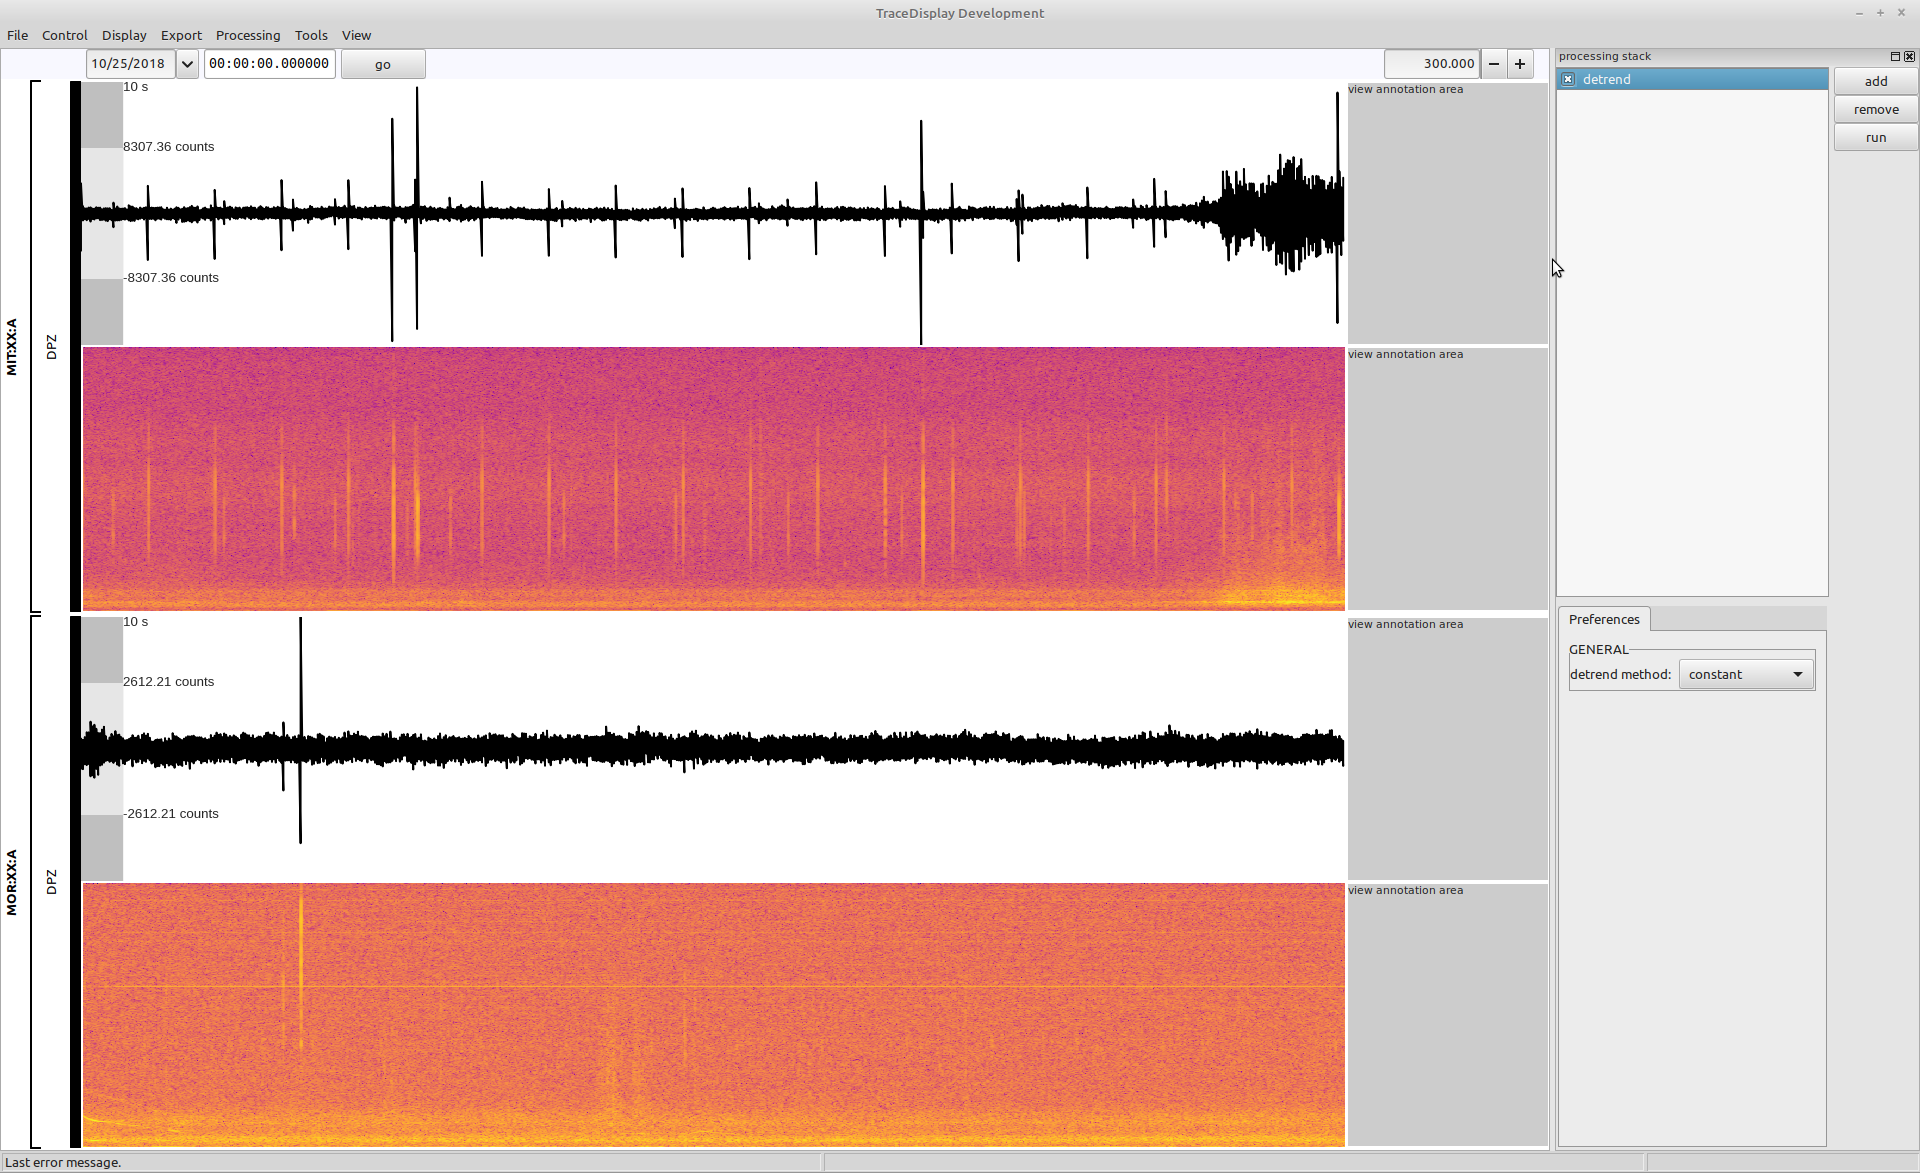 TraceDisplay Development
File Control Display Export Processing Tools View
10/25/2018 00:00:00.000000 go 300.000 − +
processing stack
detrend
add
remove
run
MIT:XX:A
DPZ
10 s
8307.36 counts
-8307.36 counts
view annotation area
view annotation area
MOR:XX:A
DPZ
10 s
2612.21 counts
-2612.21 counts
view annotation area
view annotation area
Preferences
GENERAL
detrend method: constant
Last error message.